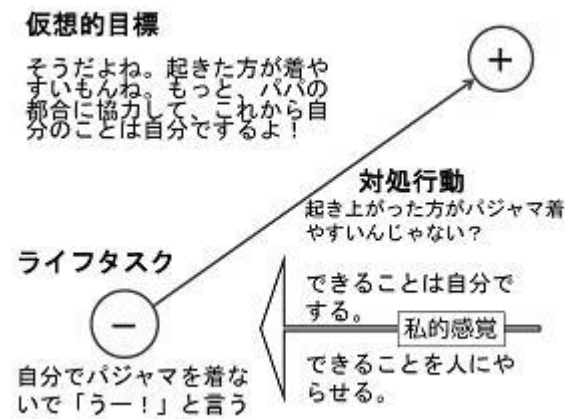 仮想的目標
そうだよね。起きた方が着や
すいもんね。もっと、パパの
都合に協力して、これから自
分のことは自分でするよ！
+
対処行動
起き上がった方がパジャマ着
やすいんじゃない？
ライフタスク
−
自分でパジャマを着な
いで「うー！」と言う
できることは自分で
する。
私的感覚
できることを人にや
らせる。